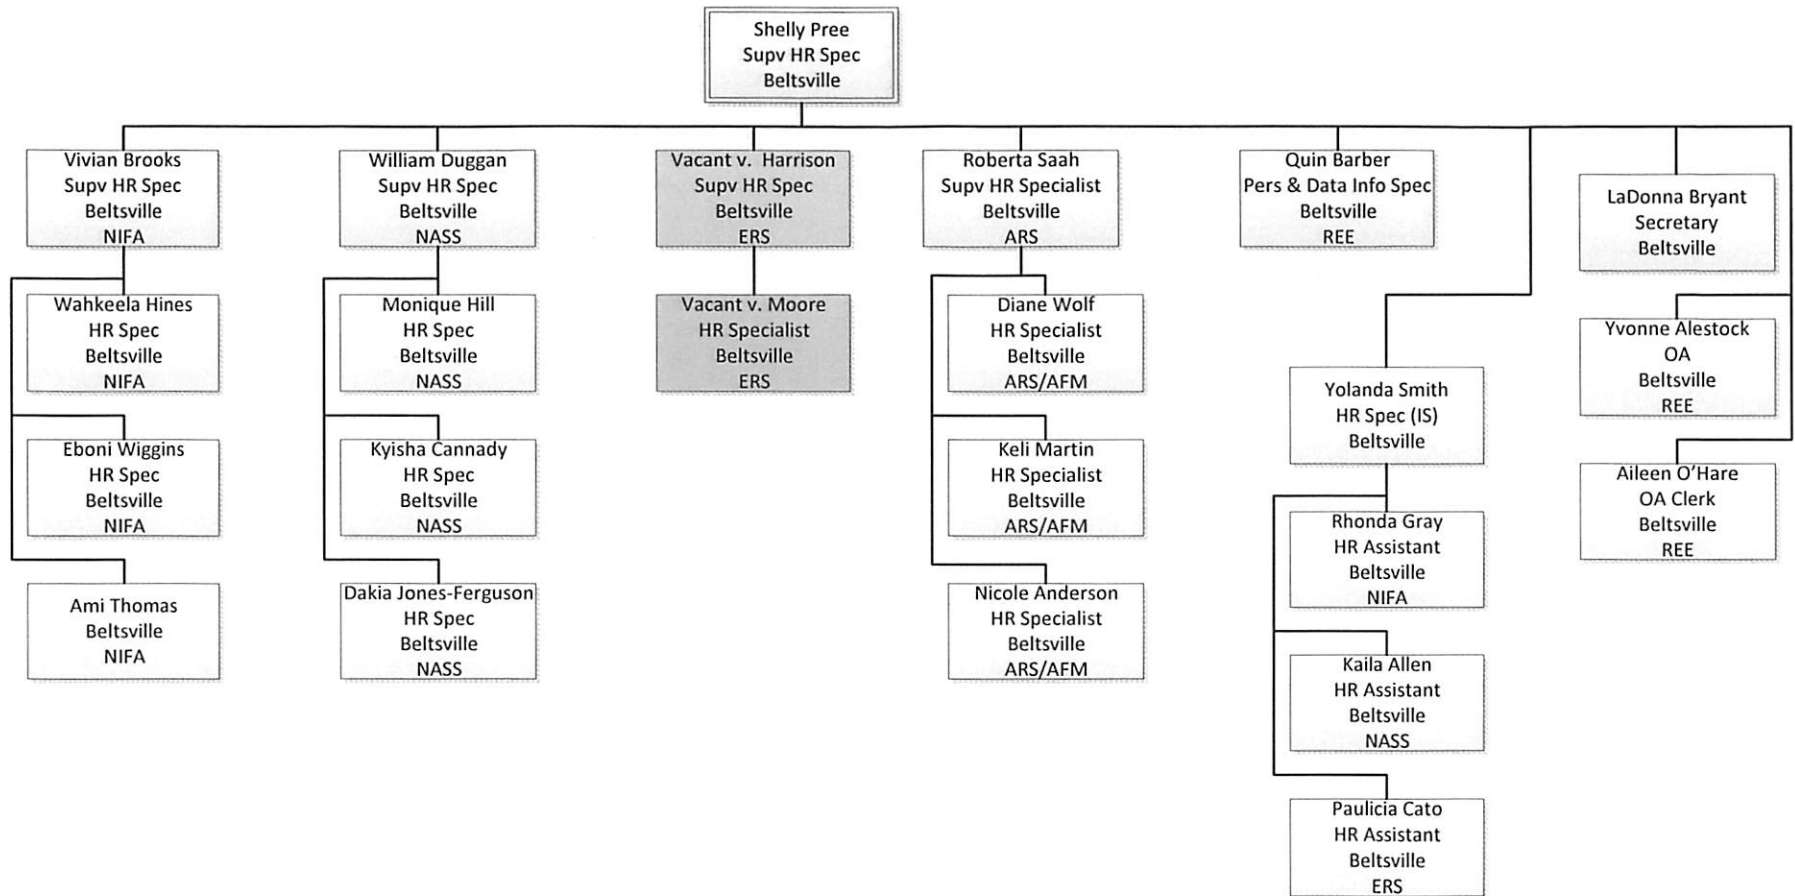 Shelly Pree
Supv HR Spec
Beltsville
Vivian Brooks
Supv HR Spec
Beltsville
NIFA
William Duggan
Supv HR Spec
Beltsville
NASS
Vacant v.  Harrison
Supv HR Spec
Beltsville
ERS
Roberta Saah
Supv HR Specialist
Beltsville
ARS
Quin Barber
Pers & Data Info Spec
Beltsville
REE
LaDonna Bryant
Secretary
Beltsville
Wahkeela Hines
HR Spec
Beltsville
NIFA
Monique Hill
HR Spec
Beltsville
NASS
Vacant v. Moore
HR Specialist
Beltsville
ERS
Diane Wolf
HR Specialist
Beltsville
ARS/AFM
Yvonne Alestock
OA
Beltsville
REE
Yolanda Smith
HR Spec (IS)
Beltsville
Eboni Wiggins
HR Spec
Beltsville
NIFA
Kyisha Cannady
HR Spec
Beltsville
NASS
Keli Martin
HR Specialist
Beltsville
ARS/AFM
Aileen O’Hare
OA Clerk
Beltsville
REE
Rhonda Gray
HR Assistant
Beltsville
NIFA
Ami Thomas
Beltsville
NIFA
Dakia Jones-Ferguson
HR Spec
Beltsville
NASS
Nicole Anderson
HR Specialist
Beltsville
ARS/AFM
Kaila Allen
HR Assistant
Beltsville
NASS
Paulicia Cato
HR Assistant
Beltsville
ERS